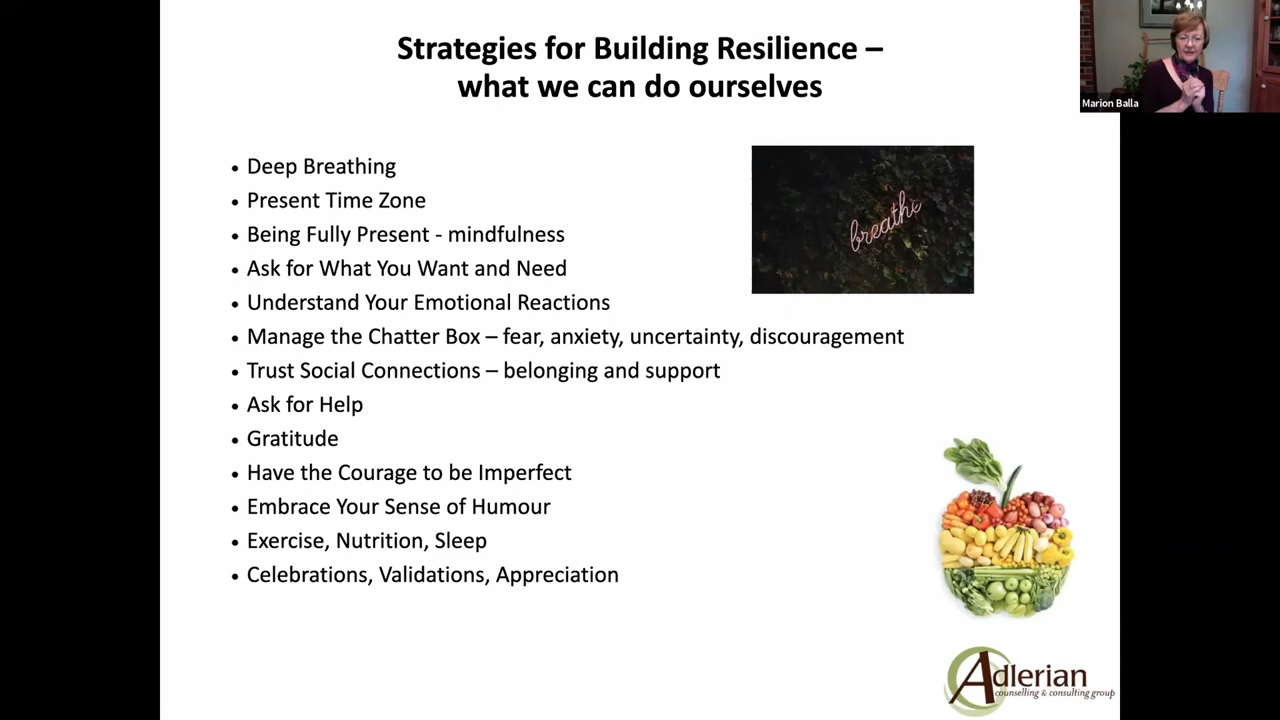 Strategies for Building Resilience –
what we can do ourselves
Marion Balla
• Deep Breathing
• Present Time Zone
• Being Fully Present - mindfulness
• Ask for What You Want and Need
• Understand Your Emotional Reactions
• Manage the Chatter Box – fear, anxiety, uncertainty, discouragement
• Trust Social Connections – belonging and support
• Ask for Help
• Gratitude
• Have the Courage to be Imperfect
• Embrace Your Sense of Humour
• Exercise, Nutrition, Sleep
• Celebrations, Validations, Appreciation
breathe
Adlerian
counselling & consulting group